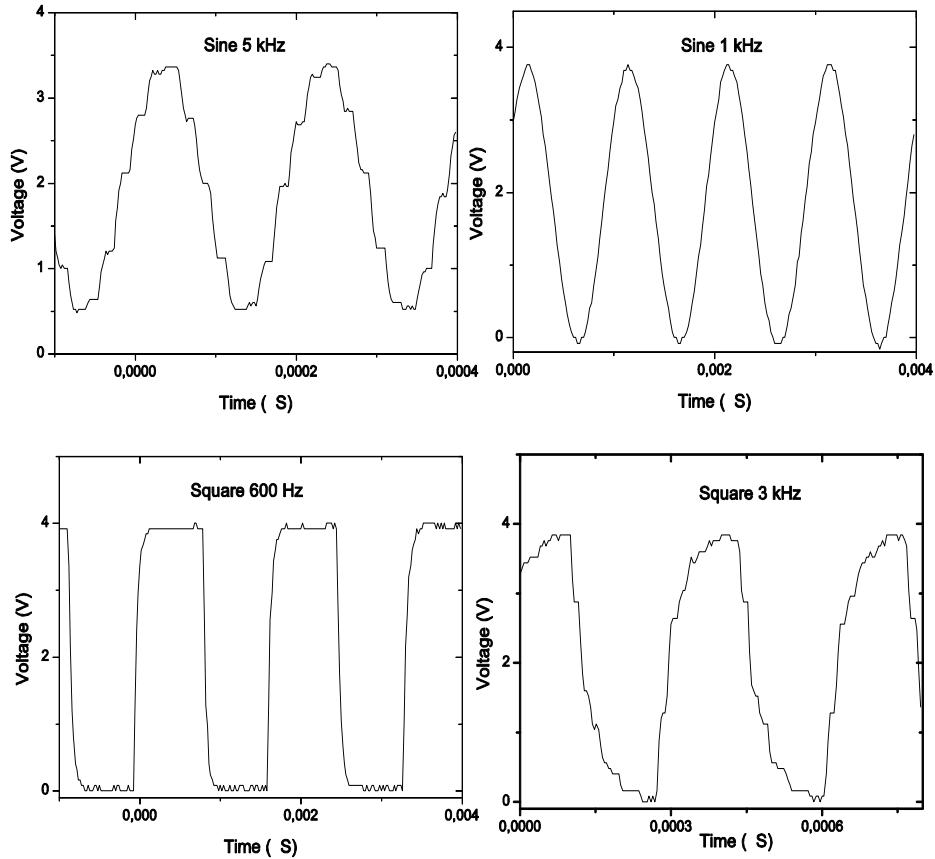 Sine 5 kHz
4
3
2
1
0
Voltage (V)
0,0000
0,0002
0,0004
Time ( S)
Sine 1 kHz
4
2
0
Voltage (V)
0,000
0,002
0,004
Time ( S)
Square 600 Hz
4
2
0
Voltage (V)
0,000
0,002
0,004
Time ( S)
Square 3 kHz
4
2
0
Voltage (V)
0,0000
0,0003
0,0006
Time ( S)